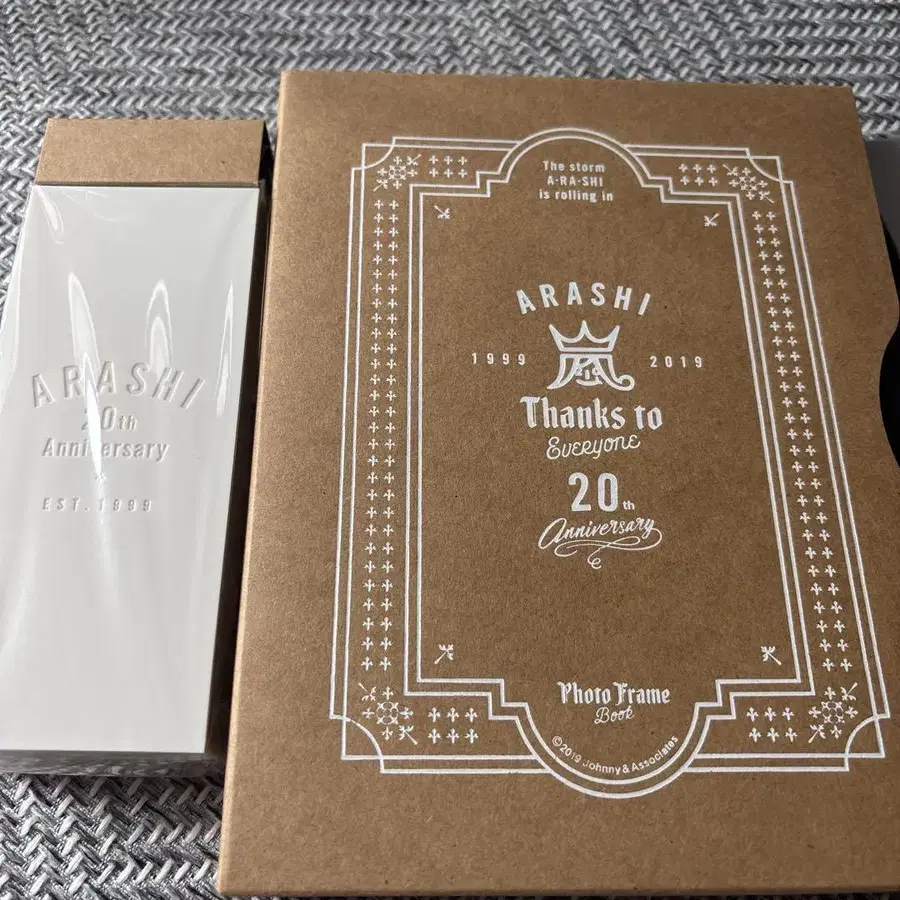 ARASHI
20th
Anniversary
EST.1999
The storm
A·RA·SHI
is rolling in
ARASHI
1999 嵐 2019
Thanks to
Everyone
20th
Anniversary
Photo Frame
Book
©2019 Johnny & Associates